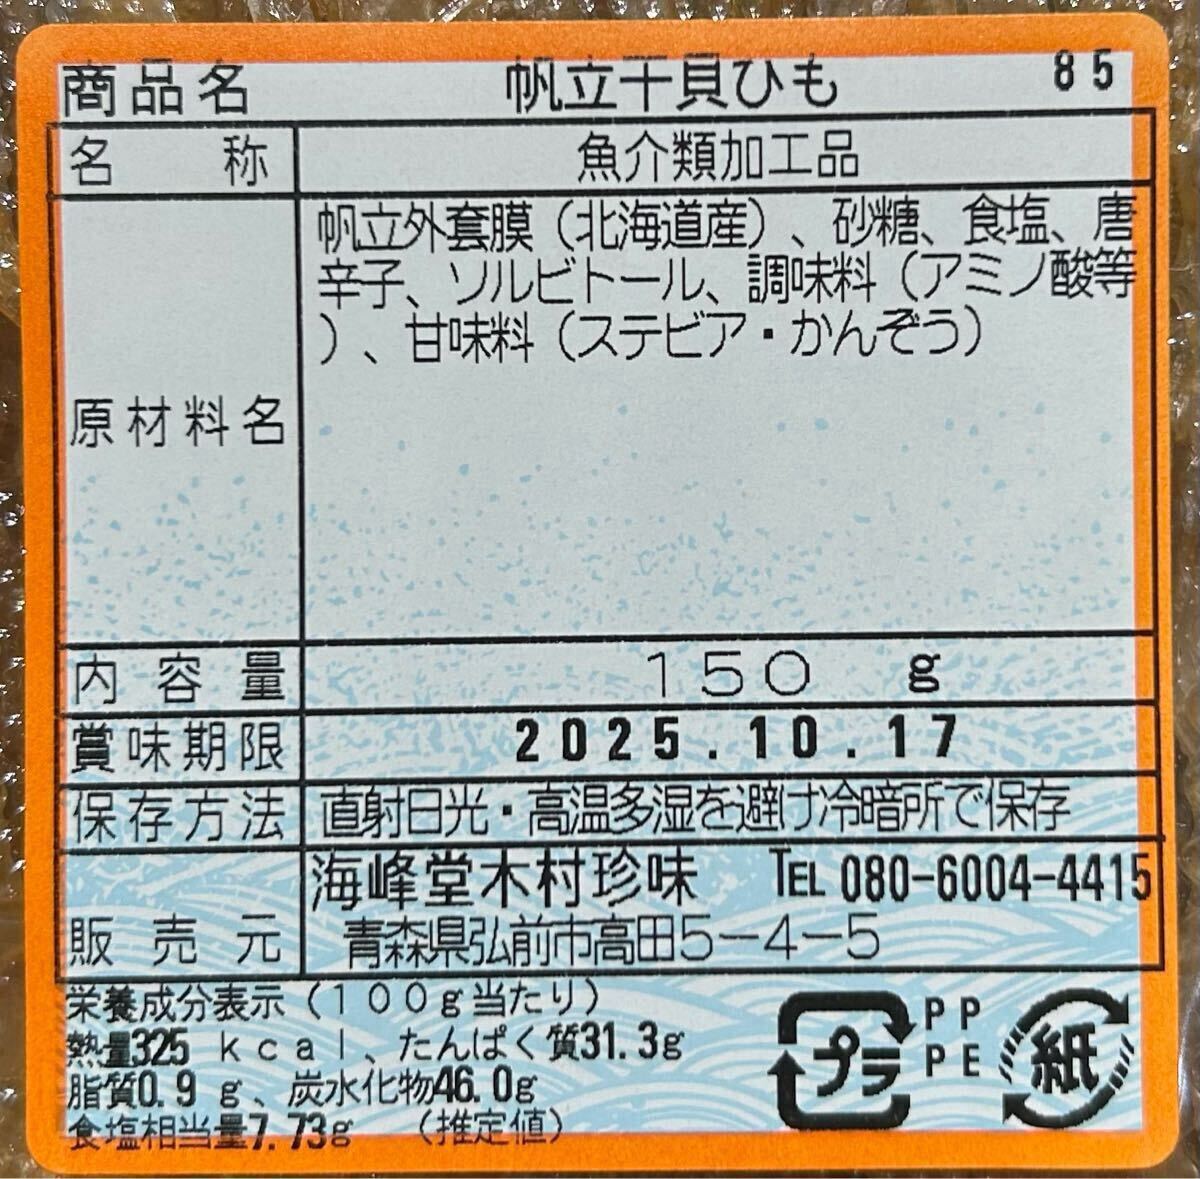 商品名 帆立干貝ひも 85
名称 魚介類加工品
原材料名 帆立外套膜（北海道産）、砂糖、食塩、唐
辛子、ソルビトール、調味料（アミノ酸等
）、甘味料（ステビア・かんぞう）
内容量 150 g
賞味期限 2025.10.17
保存方法 直射日光・高温多湿を避け冷暗所で保存
販売元 海峰堂木村珍味 TEL 080-6004-4415
青森県弘前市高田5-4-5
栄養成分表示（100g当たり）
熱量325 kcal、たんぱく質31.3g
脂質0.9g、炭水化物46.0g
食塩相当量7.73g （推定値）
プラ
PP
PE
紙